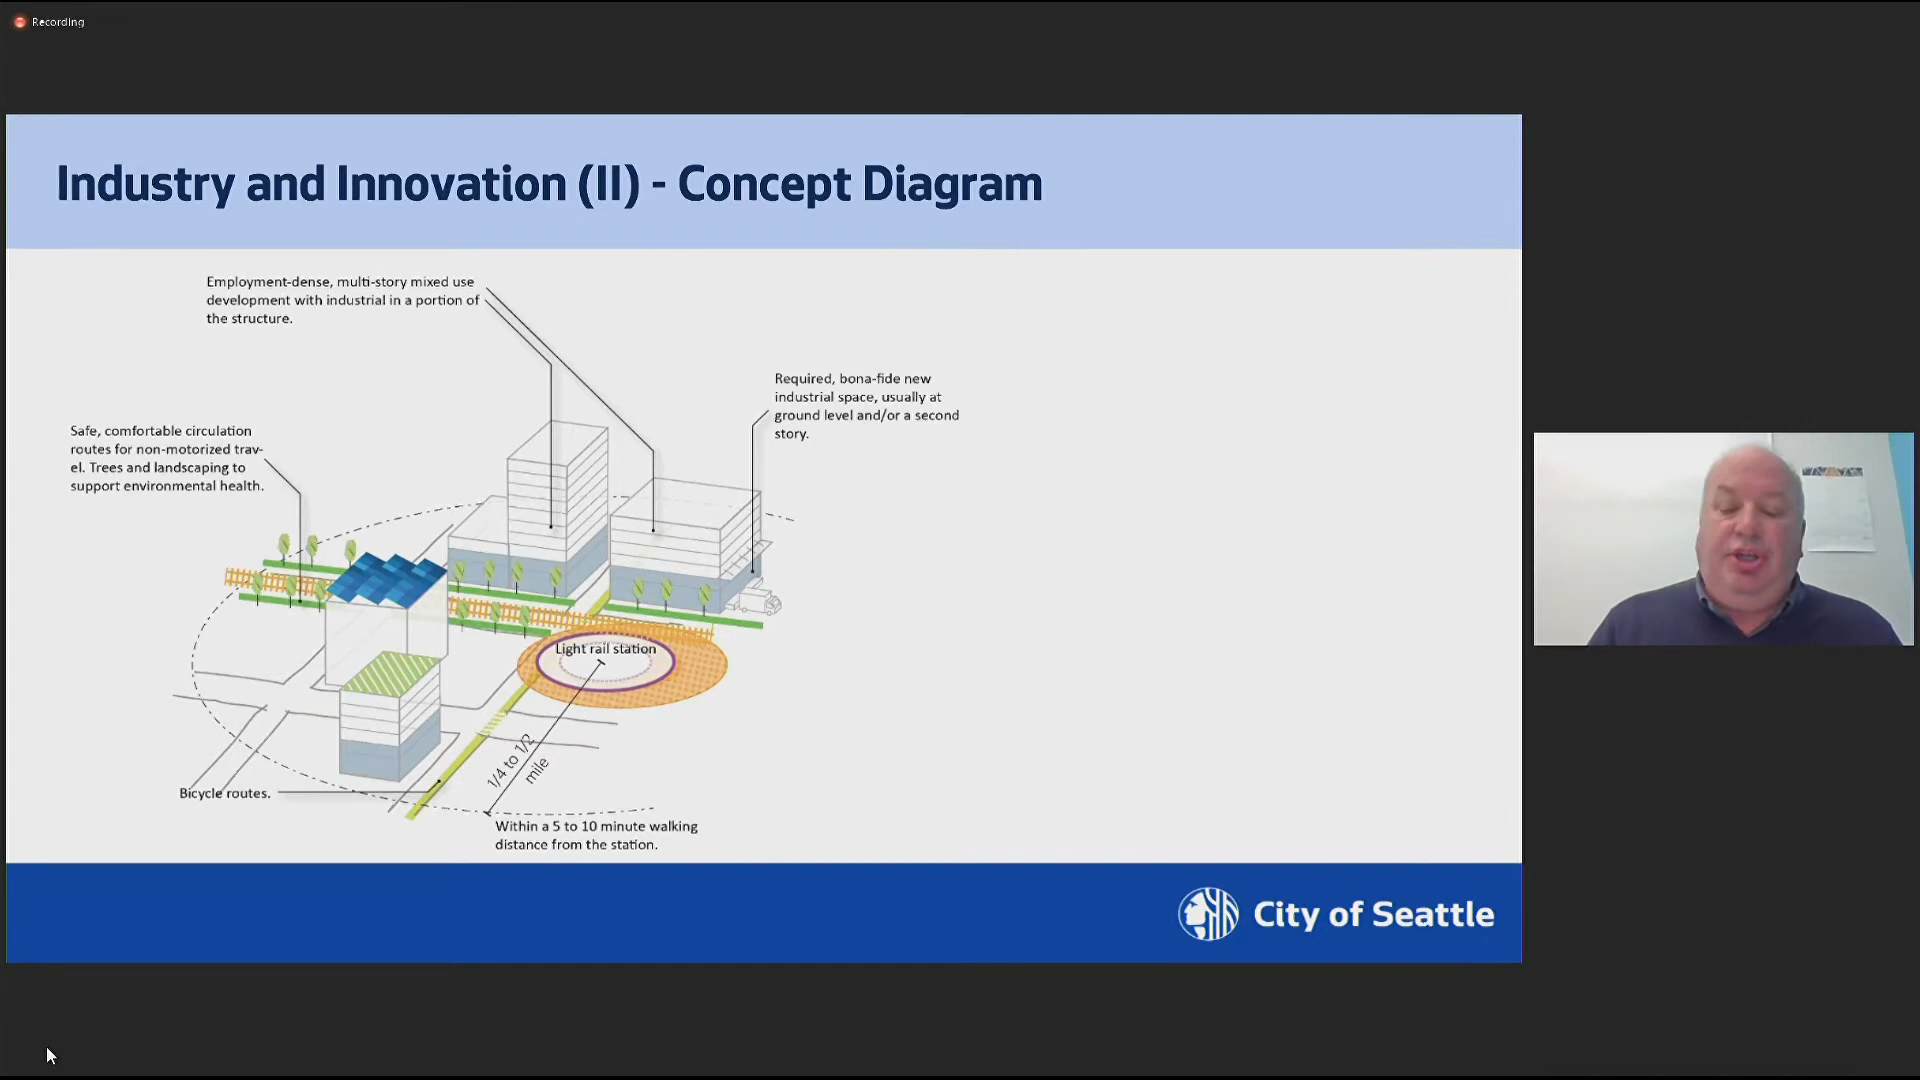 Recording
Industry and Innovation (II) - Concept Diagram
Employment-dense, multi-story mixed use
development with industrial in a portion of
the structure.
Required, bona-fide new
industrial space, usually at
ground level and/or a second
story.
Safe, comfortable circulation
routes for non-motorized trav-
el. Trees and landscaping to
support environmental health.
Light rail station
1/4 to 1/2
mile
Bicycle routes.
Within a 5 to 10 minute walking
distance from the station.
City of Seattle